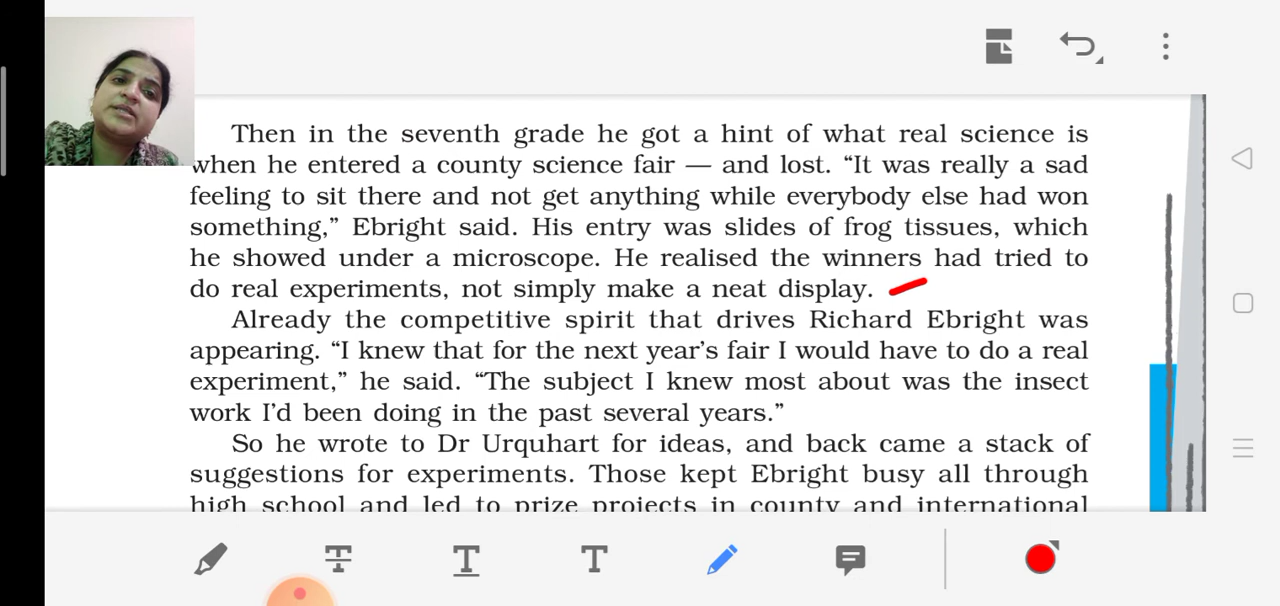 Then in the seventh grade he got a hint of what real science is
when he entered a county science fair — and lost. “It was really a sad
feeling to sit there and not get anything while everybody else had won
something,” Ebright said. His entry was slides of frog tissues, which
he showed under a microscope. He realised the winners had tried to
do real experiments, not simply make a neat display.
Already the competitive spirit that drives Richard Ebright was
appearing. “I knew that for the next year’s fair I would have to do a real
experiment,” he said. “The subject I knew most about was the insect
work I’d been doing in the past several years.”
So he wrote to Dr Urquhart for ideas, and back came a stack of
suggestions for experiments. Those kept Ebright busy all through
high school and led to prize projects in county and international